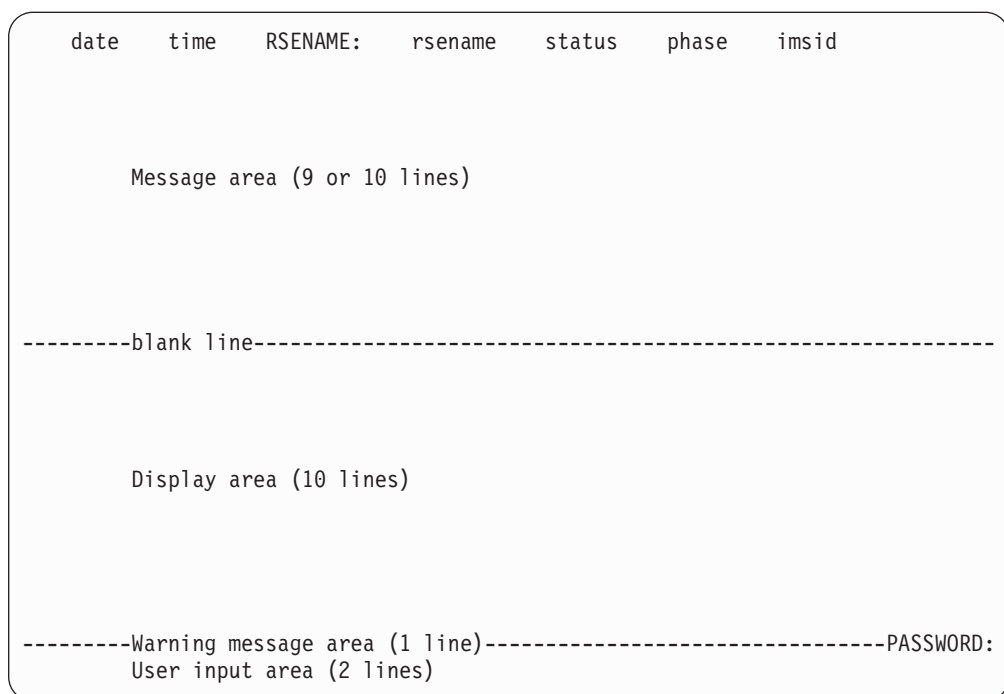 date time RSENAME: rsename status phase imsid
Message area (9 or 10 lines)
---------blank line--------------------------------------------------------------
Display area (10 lines)
---------Warning message area (1 line)---------------------------------PASSWORD:
User input area (2 lines)